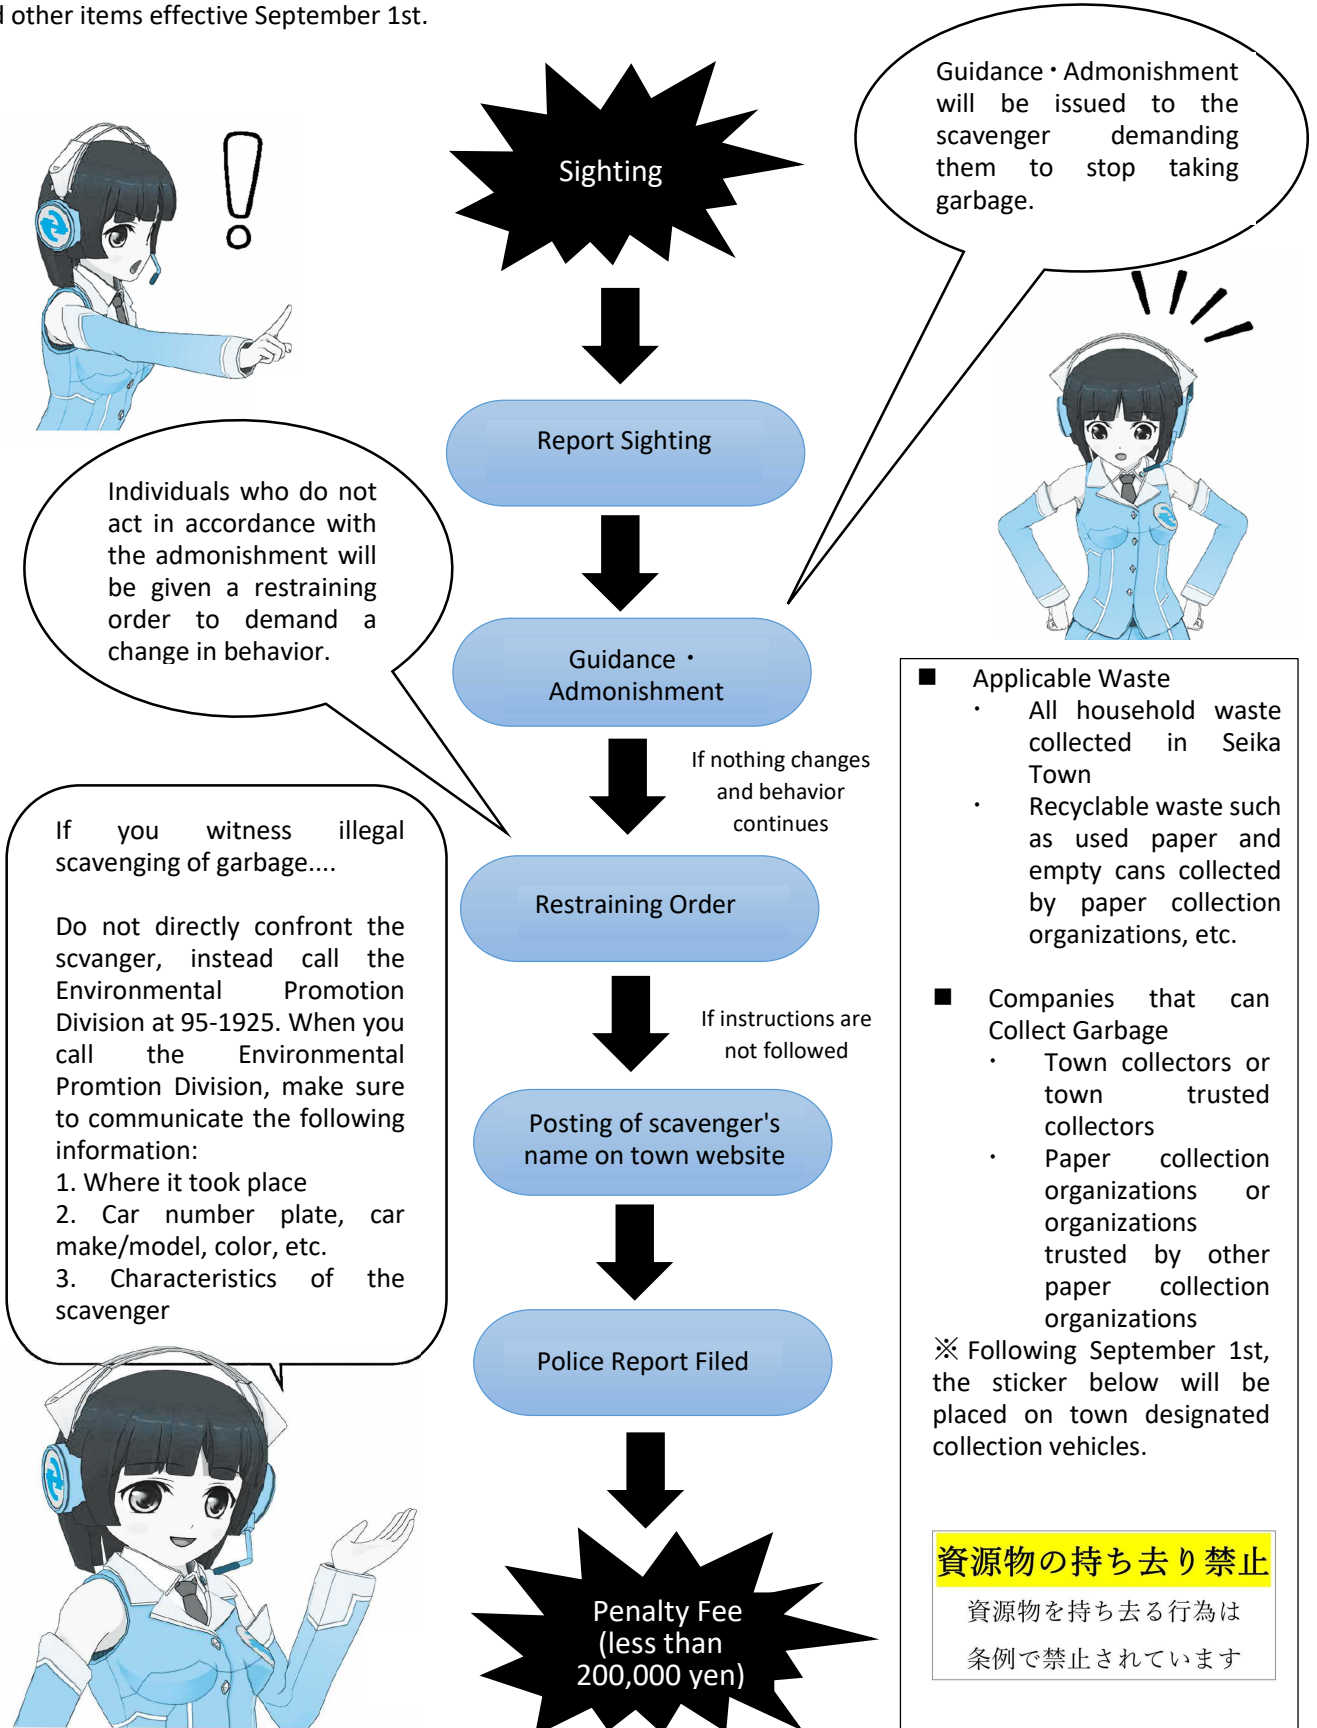 d other items effective September 1st.
Sighting
Guidance・Admonishment
will be issued to the
scavenger demanding
them to stop taking
garbage.
Report Sighting
Individuals who do not
act in accordance with
the admonishment will
be given a restraining
order to demand a
change in behavior.
Guidance・
Admonishment
If nothing changes
and behavior
continues
Restraining Order
If instructions are
not followed
Posting of scavenger's
name on town website
Police Report Filed
Penalty Fee
(less than
200,000 yen)
If you witness illegal
scavenging of garbage....
Do not directly confront the
scvanger, instead call the
Environmental Promotion
Division at 95-1925. When you
call the Environmental
Promtion Division, make sure
to communicate the following
information:
1. Where it took place
2. Car number plate, car
make/model, color, etc.
3. Characteristics of the
scavenger
■ Applicable Waste
・ All household waste
collected in Seika
Town
・ Recyclable waste such
as used paper and
empty cans collected
by paper collection
organizations, etc.
■ Companies that can
Collect Garbage
・ Town collectors or
town trusted
collectors
・ Paper collection
organizations or
organizations
trusted by other
paper collection
organizations
※ Following September 1st,
the sticker below will be
placed on town designated
collection vehicles.
資源物の持ち去り禁止
資源物を持ち去る行為は
条例で禁止されています